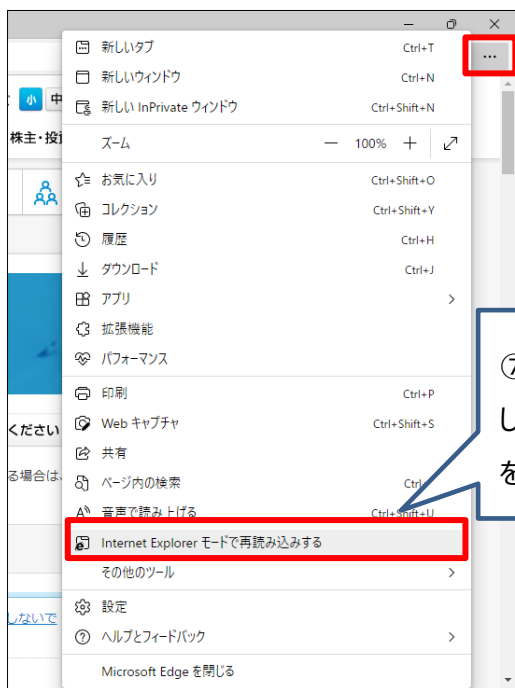 新しいタブ Ctrl+T
新しいウィンドウ Ctrl+N
新しい InPrivate ウィンドウ Ctrl+Shift+N
小 中
株主・投
ズーム — 100% +
お気に入り Ctrl+Shift+O
コレクション Ctrl+Shift+Y
履歴 Ctrl+H
ダウンロード Ctrl+J
アプリ
拡張機能
パフォーマンス
⑦
印刷 Ctrl+P
ください
Web キャプチャ Ctrl+Shift+S
し
共有
る場合は、
ページ内の検索 Ctrl
を
音声で読み上げる Ctrl+Shift+U
Internet Explorer モードで再読み込みする
その他のツール
設定
しないで
ヘルプとフィードバック
Microsoft Edge を閉じる